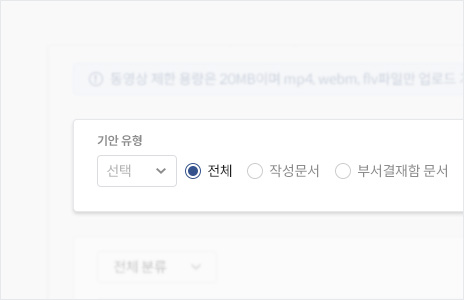 동영상 제한 용량은 20MB이며 mp4, webm, flv파일만 업로드
기안 유형
선택 전체 작성문서 부서결재함 문서
전체 분류